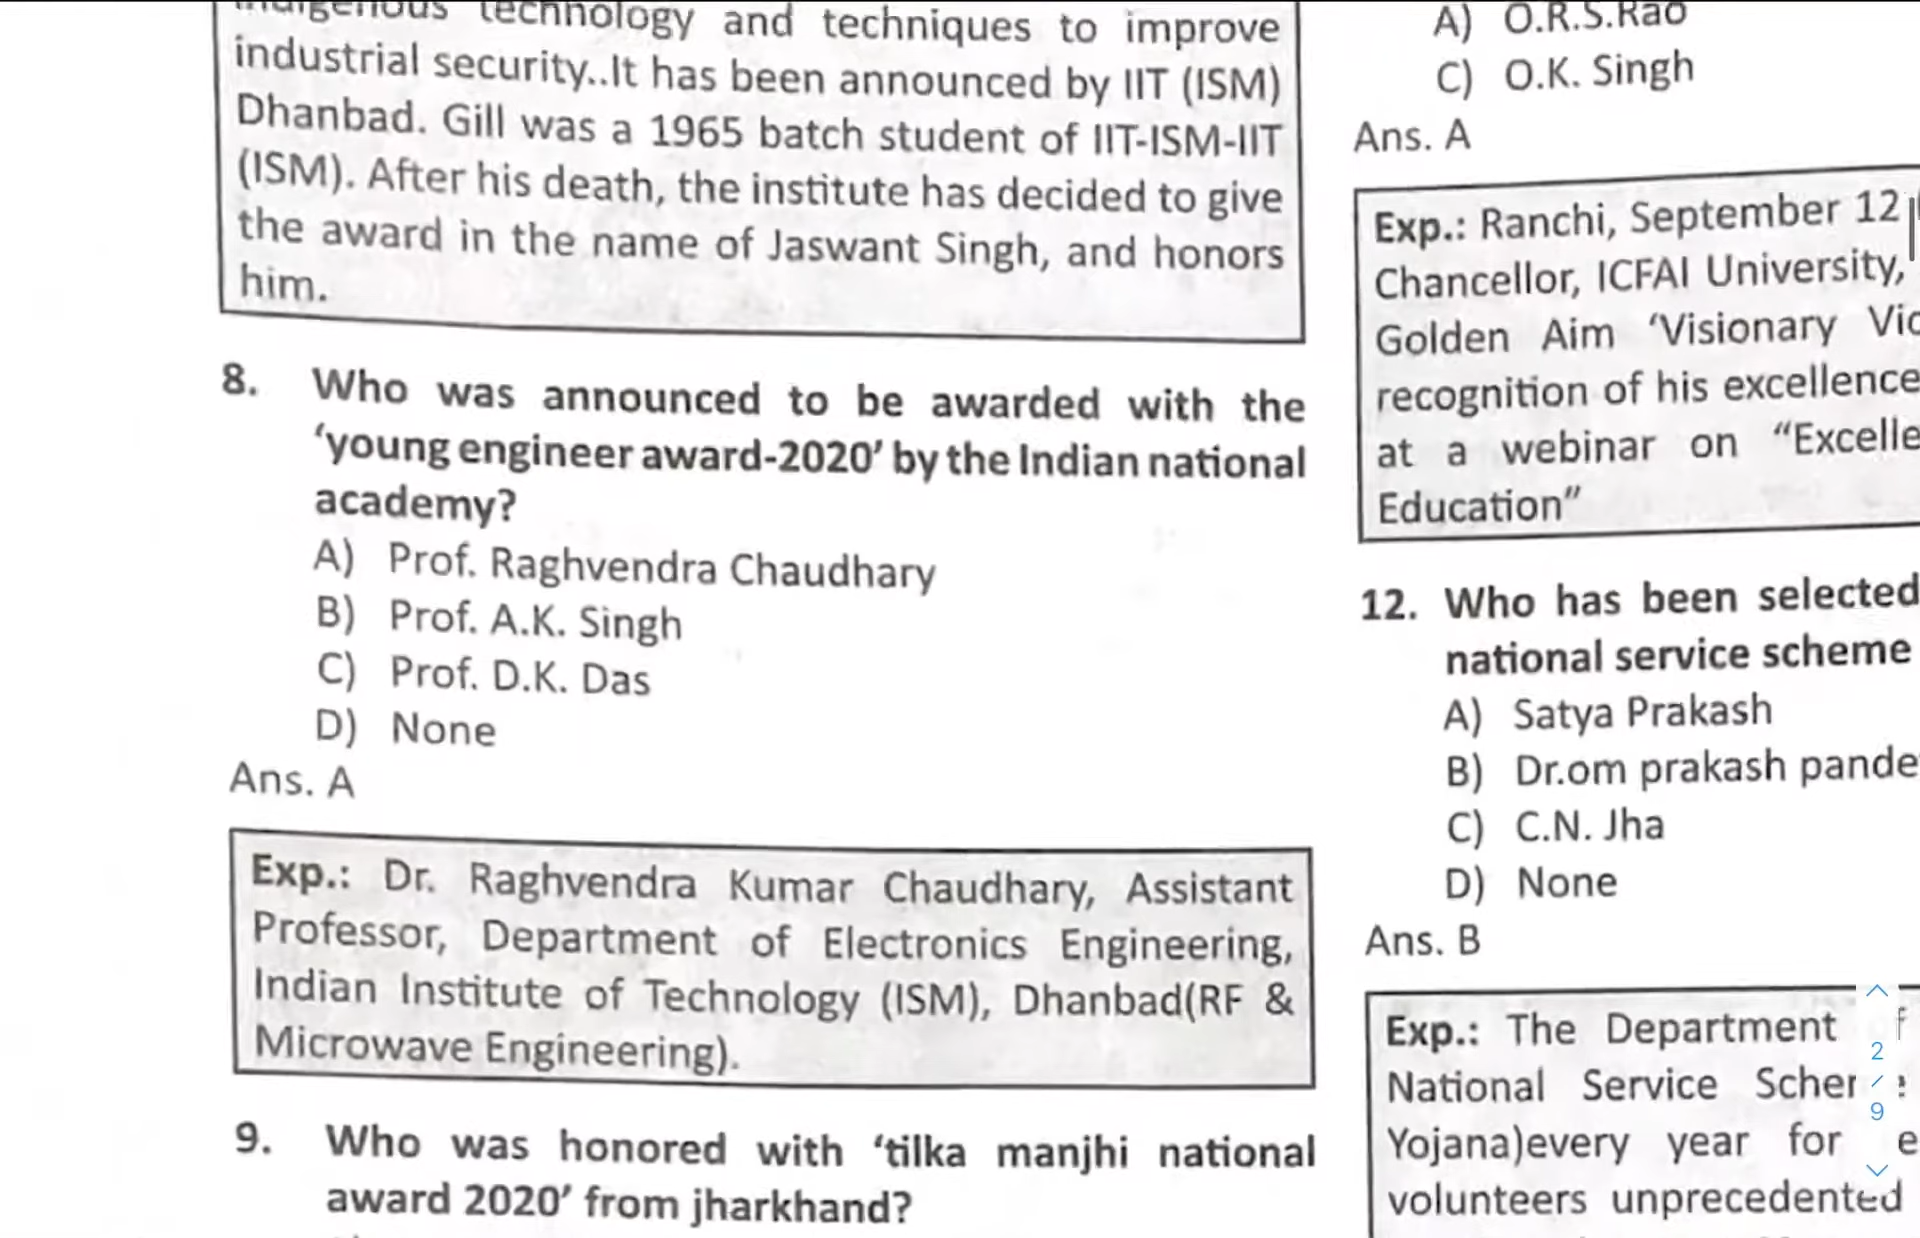 indigenous technology and techniques to improve
industrial security..It has been announced by IIT (ISM)
Dhanbad. Gill was a 1965 batch student of IIT-ISM-IIT
(ISM). After his death, the institute has decided to give
the award in the name of Jaswant Singh, and honors
him.
8. Who was announced to be awarded with the
‘young engineer award-2020’ by the Indian national
academy?
A) Prof. Raghvendra Chaudhary
B) Prof. A.K. Singh
C) Prof. D.K. Das
D) None
Ans. A
Exp.: Dr. Raghvendra Kumar Chaudhary, Assistant
Professor, Department of Electronics Engineering,
Indian Institute of Technology (ISM), Dhanbad(RF &
Microwave Engineering).
9. Who was honored with ‘tilka manjhi national
award 2020’ from jharkhand?
A) O.R.S.Rao
C) O.K. Singh
Ans. A
Exp.: Ranchi, September 12
Chancellor, ICFAI University,
Golden Aim ‘Visionary
recognition of his excellence
at a webinar on “
Education”
12. Who has been selected
national service scheme
A) Satya Prakash
B) Dr.om prakash
C) C.N. Jha
D) None
Ans. B
Exp.: The Department
National Service
Yojana)every year for
volunteers unprecedented
2
/
9